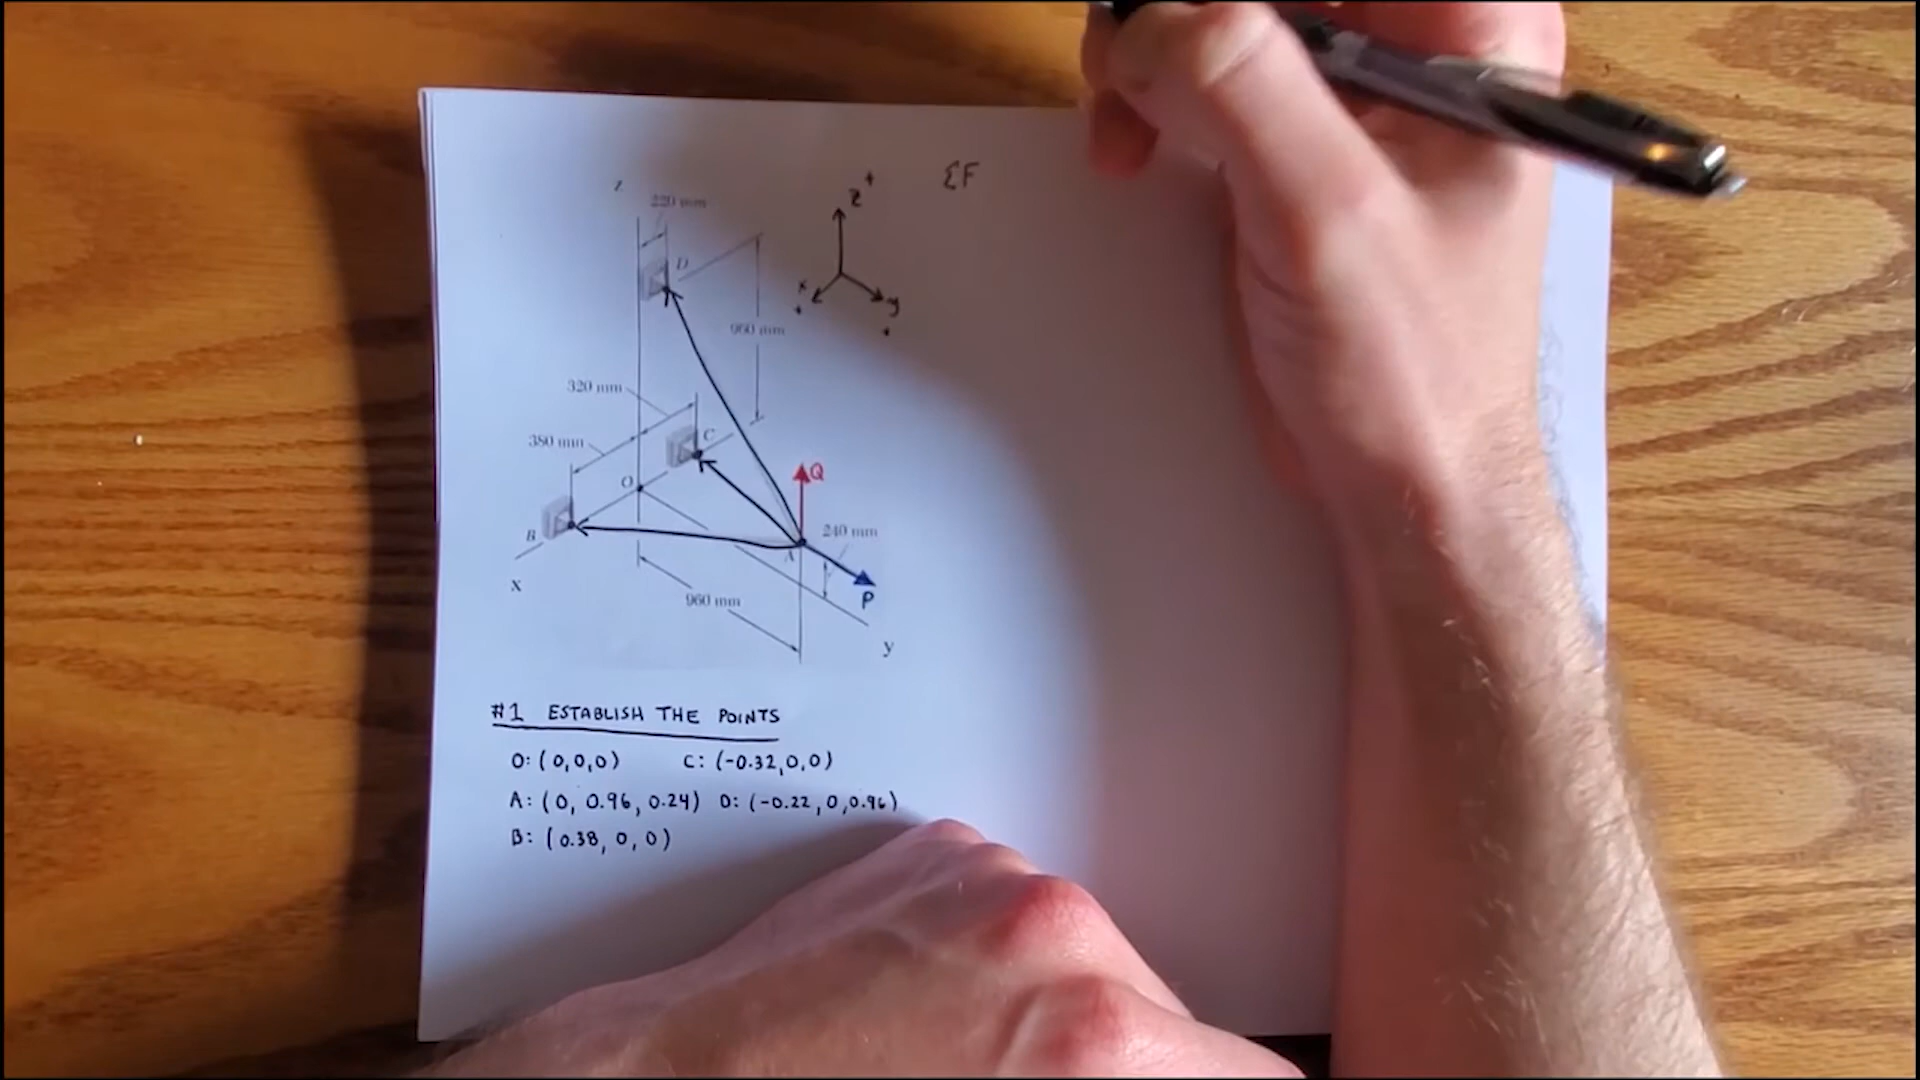 z
220 mm
z+
ΣF
D
x
+
y
+
960 mm
320 mm
C
380 mm
O
Q
B
A
240 mm
x
960 mm
P
y
#1 ESTABLISH THE POINTS
O: (0,0,0) C: (-0.32,0,0)
A: (0, 0.96, 0.24) D: (-0.22, 0, 0.96)
B: (0.38, 0, 0)